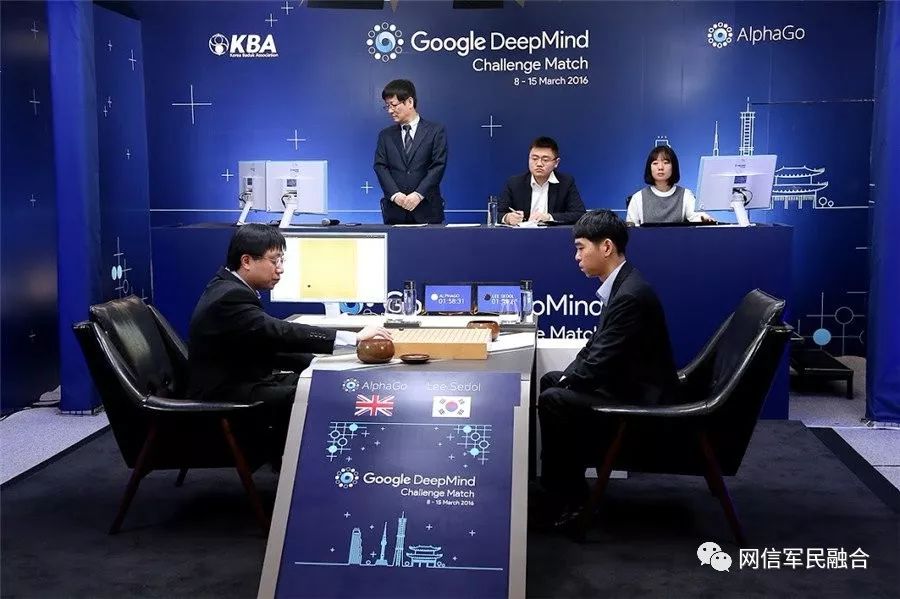 KBA
Korea Baduk Association
Google DeepMind
Challenge Match
8 - 15 March 2016
AlphaGo
ALPHAGO
01:58:31
LEE SEDOL
AlphaGo
Lee Sedol
Google DeepMind
Challenge Match
8 - 15 March 2016
网信军民融合